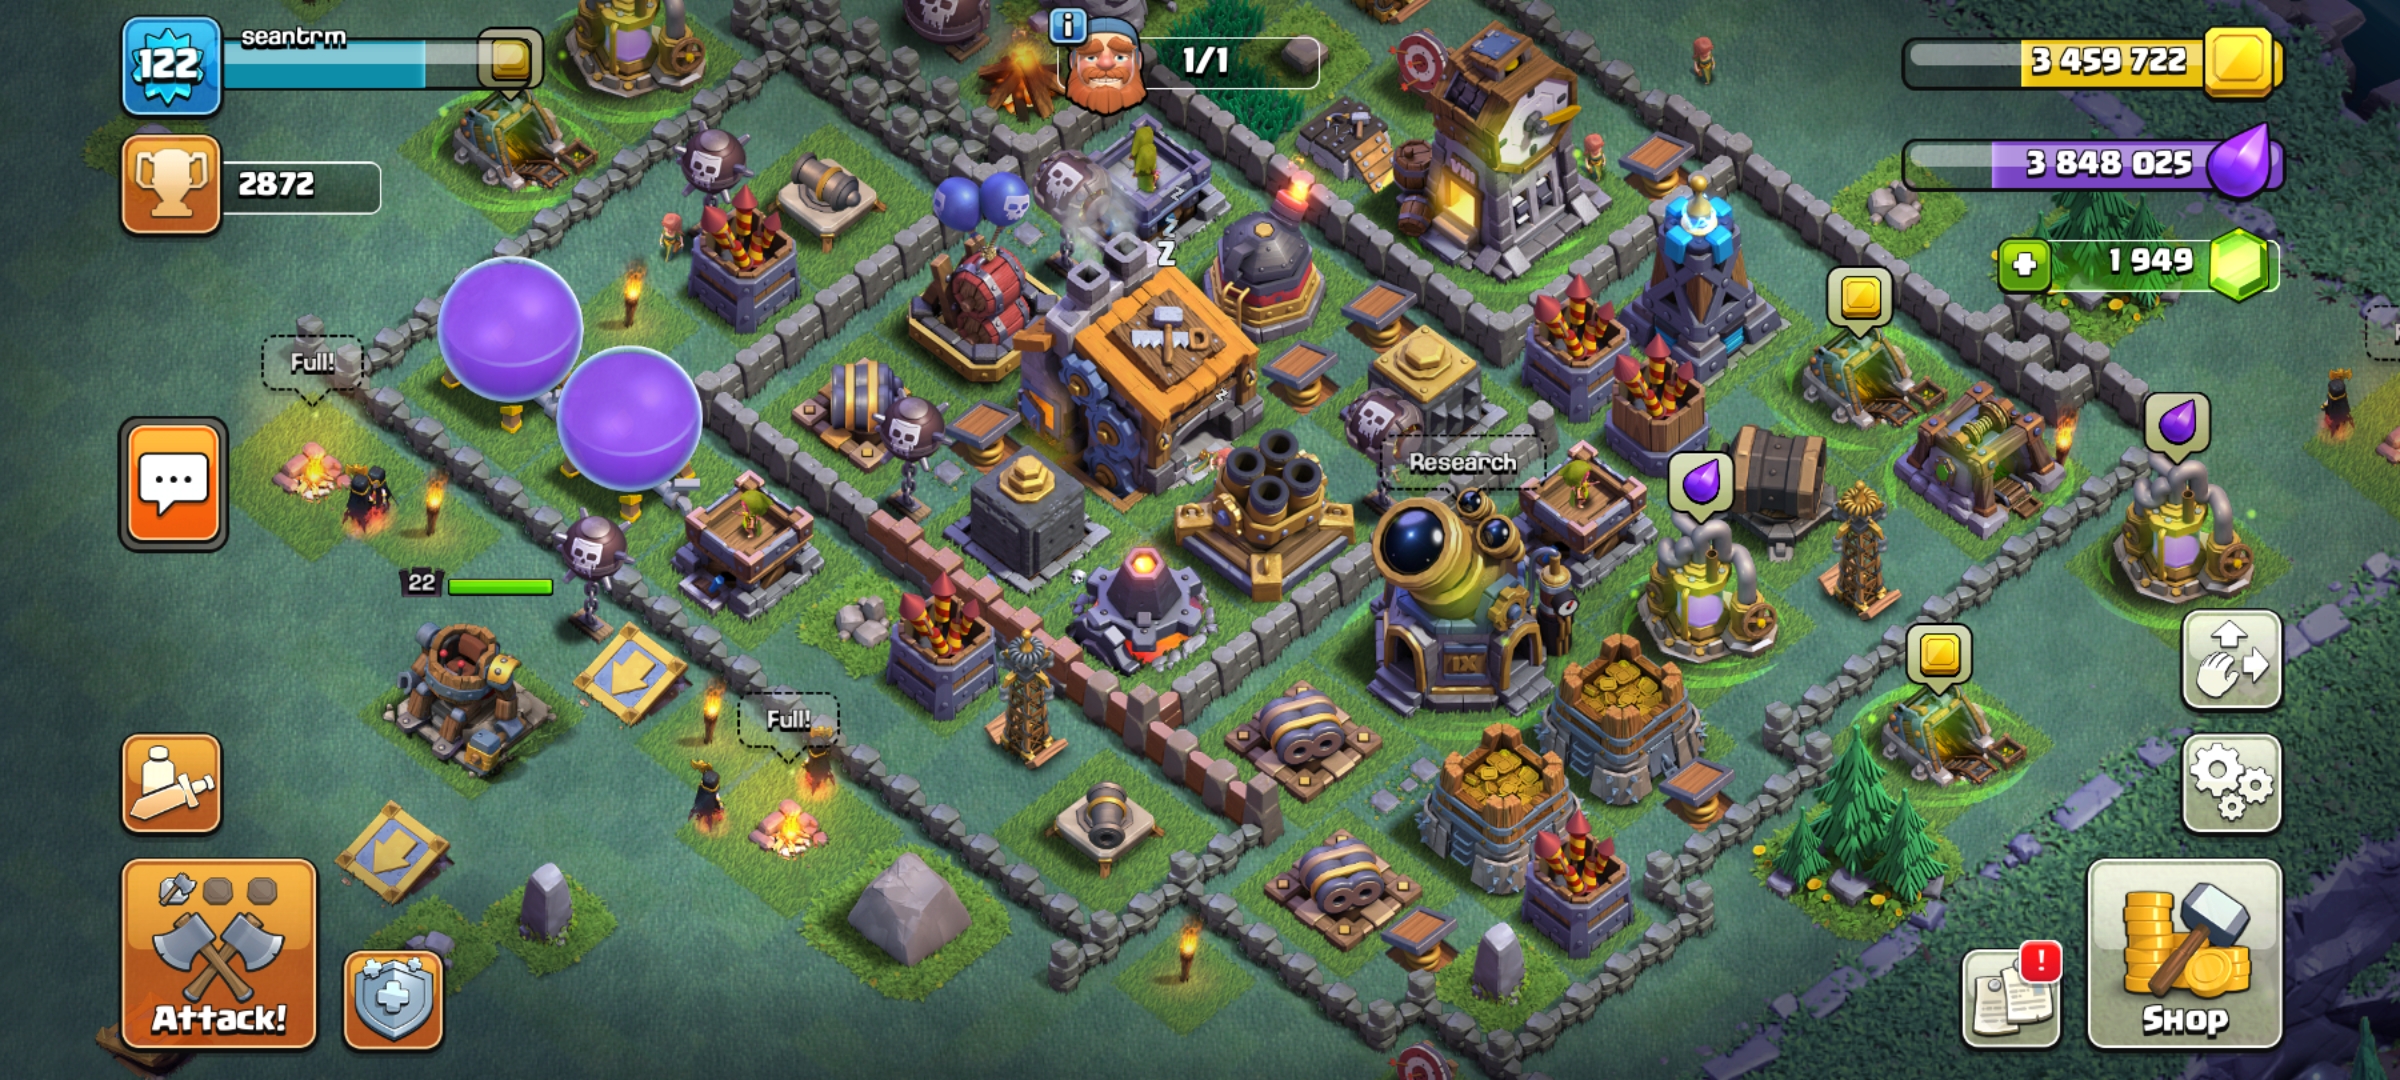 122
seantrm
i
1/1
3 459 722
2872
3 848 025
1 949
z
z
z
Full!
Research
22
IX
Full!
Attack!
!
Shop